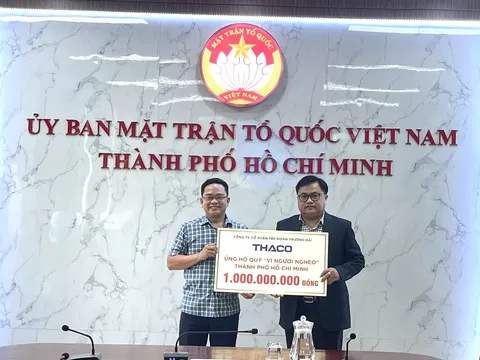 MẶT TRẬN TỔ QUỐC
VIỆT NAM
ỦY BAN MẶT TRẬN TỔ QUỐC VIỆT NAM
THÀNH PHỐ HỒ CHÍ MINH
CÔNG TY CỔ PHẦN TẬP ĐOÀN TRƯỜNG HẢI
THACO
ỦNG HỘ QUỸ "VÌ NGƯỜI NGHÈO"
THÀNH PHỐ HỒ CHÍ MINH
1.000.000.000 ĐỒNG